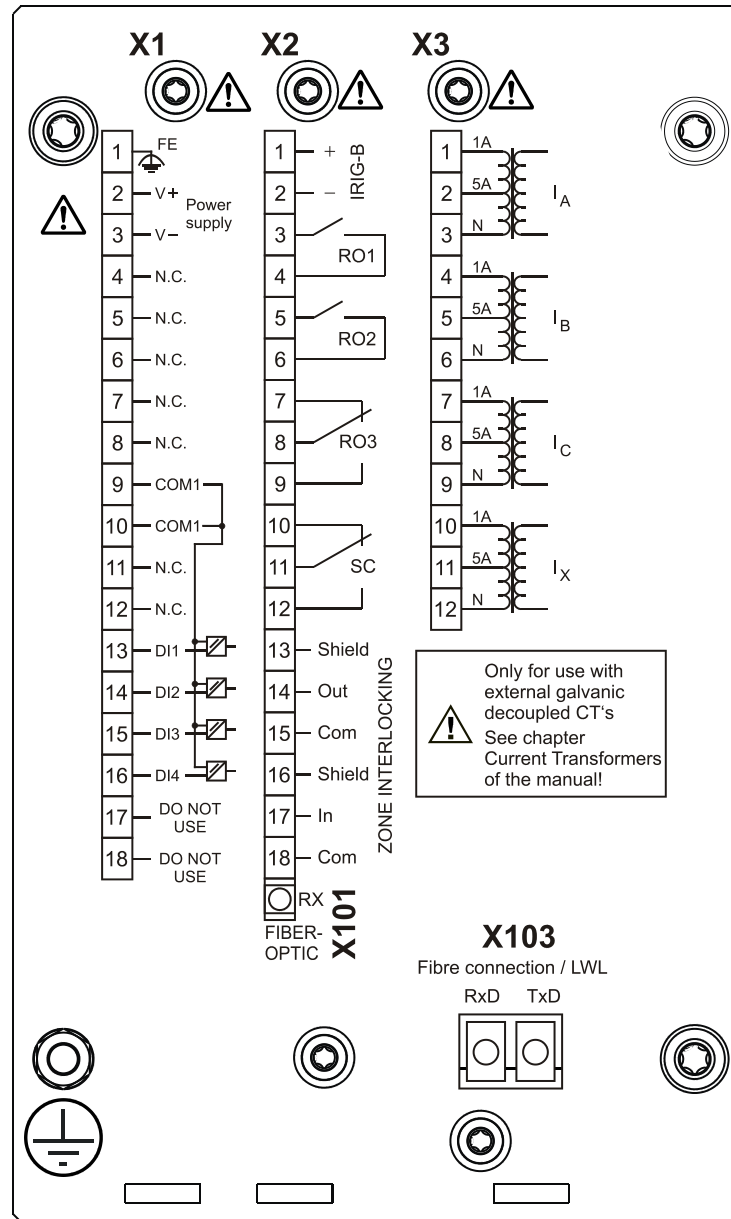 X1
X2
X3
1 FE
2 V+
Power
supply
3 V−
4 N.C.
5 N.C.
6 N.C.
7 N.C.
8 N.C.
9 COM1
10 COM1
11 N.C.
12 N.C.
13 DI1
14 DI2
15 DI3
16 DI4
17 DO NOT
USE
18 DO NOT
USE
1 +
2 −
IRIG-B
3
RO1
4
5
RO2
6
7
8 RO3
9
10
11 SC
12
13 Shield
14 Out
15 Com
16 Shield
17 In
18 Com
ZONE INTERLOCKING
RX
FIBER-
OPTIC
X101
1 1A
2 5A IA
3 N
4 1A
5 5A IB
6 N
7 1A
8 5A IC
9 N
10 1A
11 5A IX
12 N
Only for use with
external galvanic
decoupled CT‘s
See chapter
Current Transformers
of the manual!
X103
Fibre connection / LWL
RxD TxD